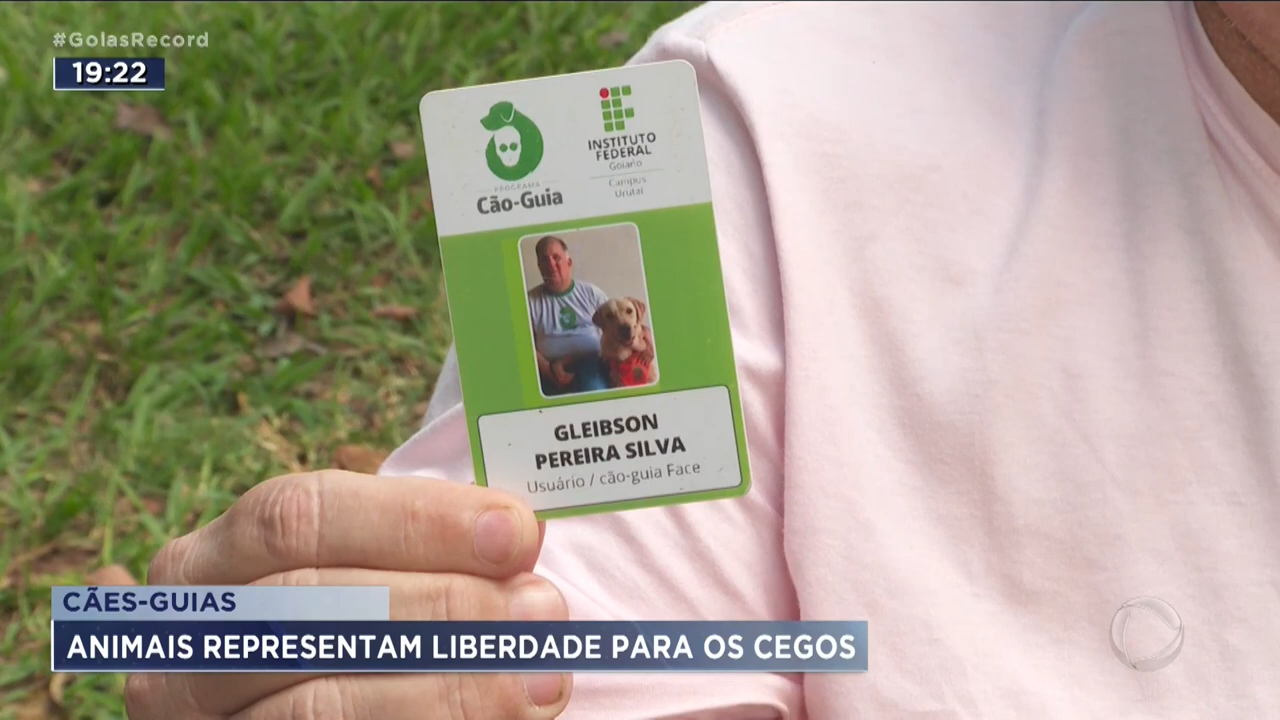 #GoiasRecord
19:22
PROGRAMA
Cão-Guia
INSTITUTO
FEDERAL
Goiano
Campus
Urutaí
GLEIBSON
PEREIRA SILVA
Usuário / cão-guia Face
CÃES-GUIAS
ANIMAIS REPRESENTAM LIBERDADE PARA OS CEGOS